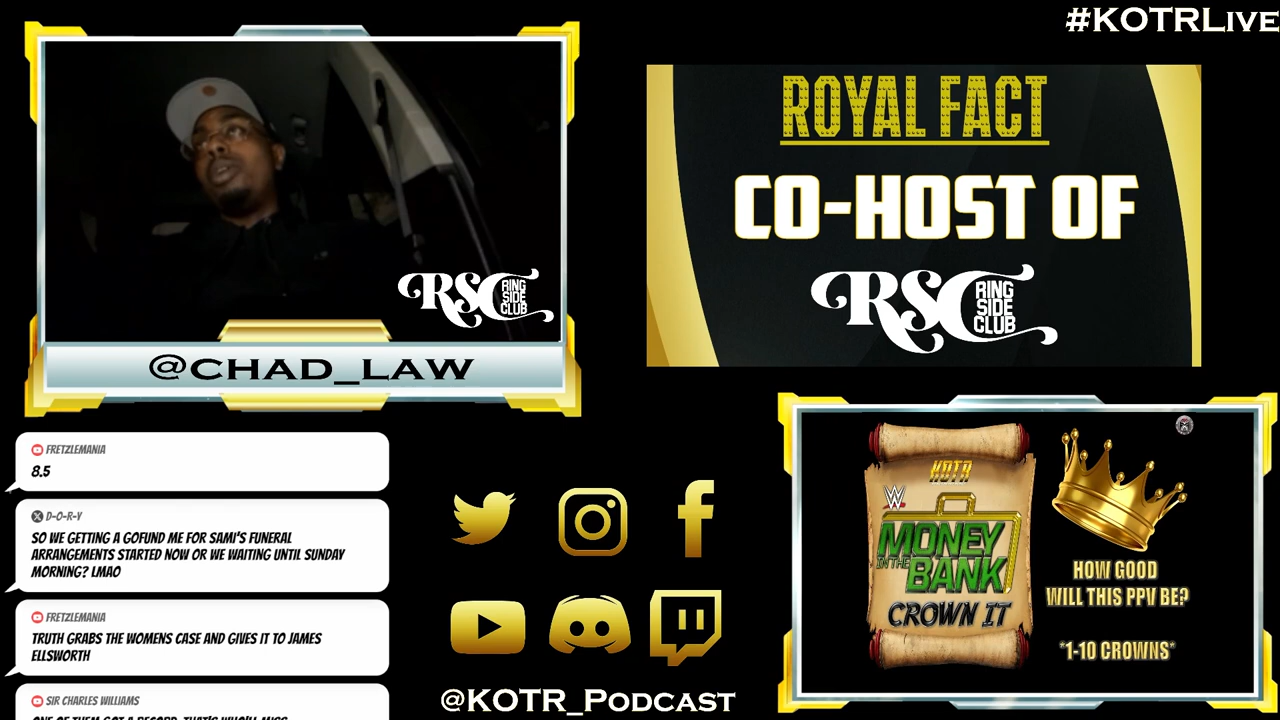 #KOTRLIVE
ROYAL FACT
CO-HOST OF
RSC RING
SIDE
CLUB
RSC RING
SIDE
CLUB
@CHAD_LAW
FRETZLEMANIA
8.5
D-O-R-Y
SO WE GETTING A GOFUND ME FOR SAMI'S FUNERAL
ARRANGEMENTS STARTED NOW OR WE WAITING UNTIL SUNDAY
MORNING? LMAO
FRETZLEMANIA
TRUTH GRABS THE WOMENS CASE AND GIVES IT TO JAMES
ELLSWORTH
SIR CHARLES WILLIAMS
KOTR
W
MONEY
IN THE
BANK
CROWN IT
HOW GOOD
WILL THIS PPV BE?
*1-10 CROWNS*
@KOTR_PODCAST